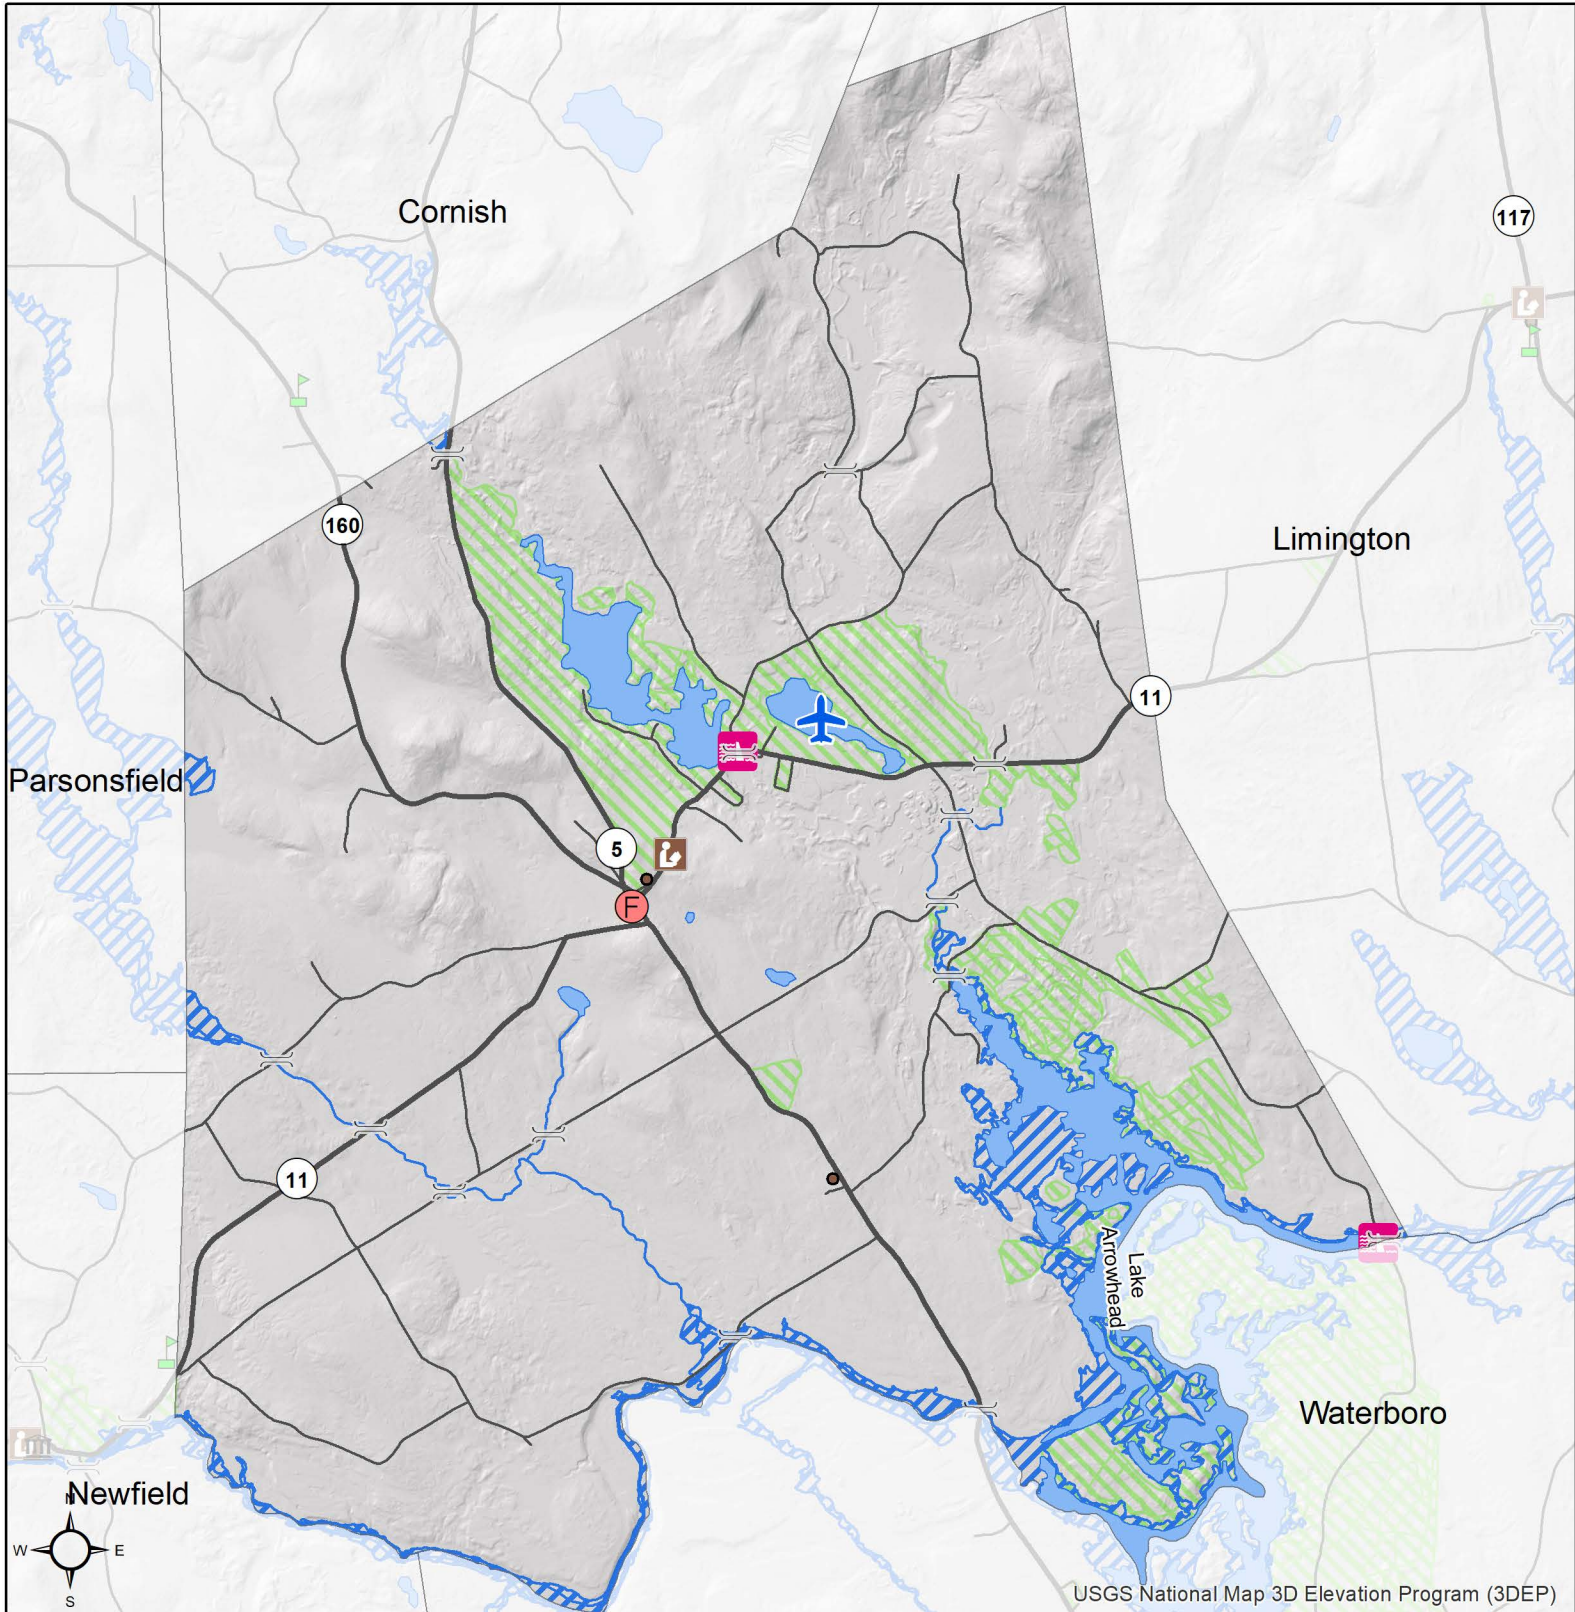 Cornish
117
160
Limington
11
Parsonsfield
5
F
11
Lake
Arrowhead
Waterboro
Newfield
N
W
E
S
USGS National Map 3D Elevation Program (3DEP)